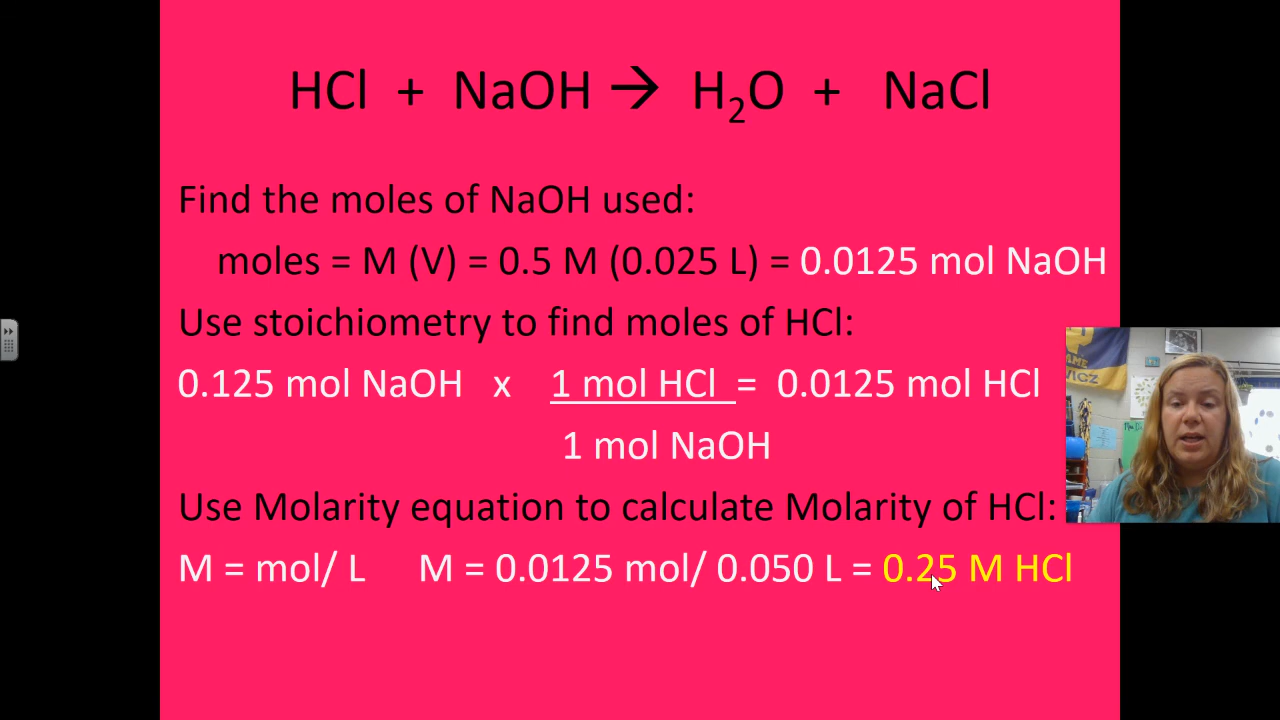 HCl + NaOH → H₂O + NaCl
Find the moles of NaOH used:
moles = M (V) = 0.5 M (0.025 L) = 0.0125 mol NaOH
Use stoichiometry to find moles of HCl:
0.125 mol NaOH x 1 mol HCl = 0.0125 mol HCl
1 mol NaOH
Use Molarity equation to calculate Molarity of HCl:
M = mol/ L M = 0.0125 mol/ 0.050 L = 0.25 M HCl